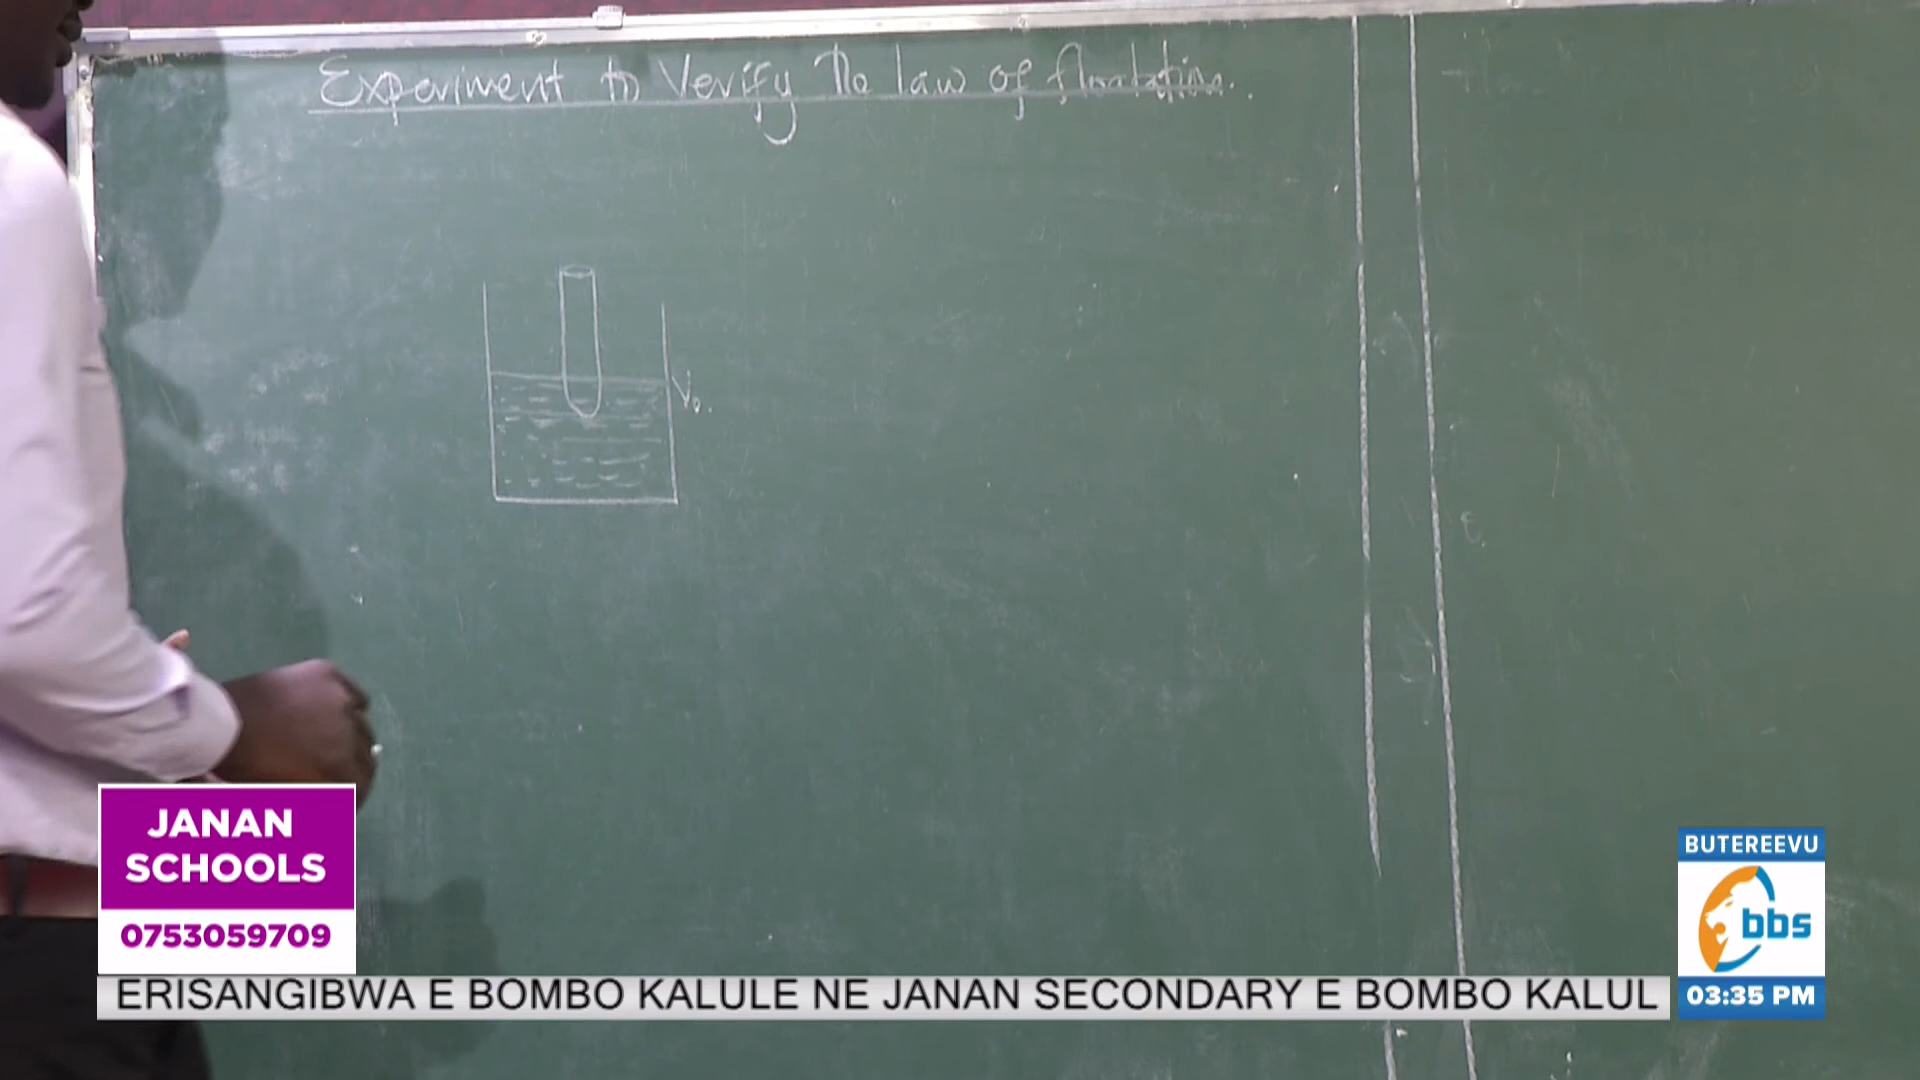 Experiment to Verify the law of floatation.
V₀.
JANAN
SCHOOLS
0753059709
BUTEREEVU
bbs
03:35 PM
ERISANGIBWA E BOMBO KALULE NE JANAN SECONDARY E BOMBO KALUL